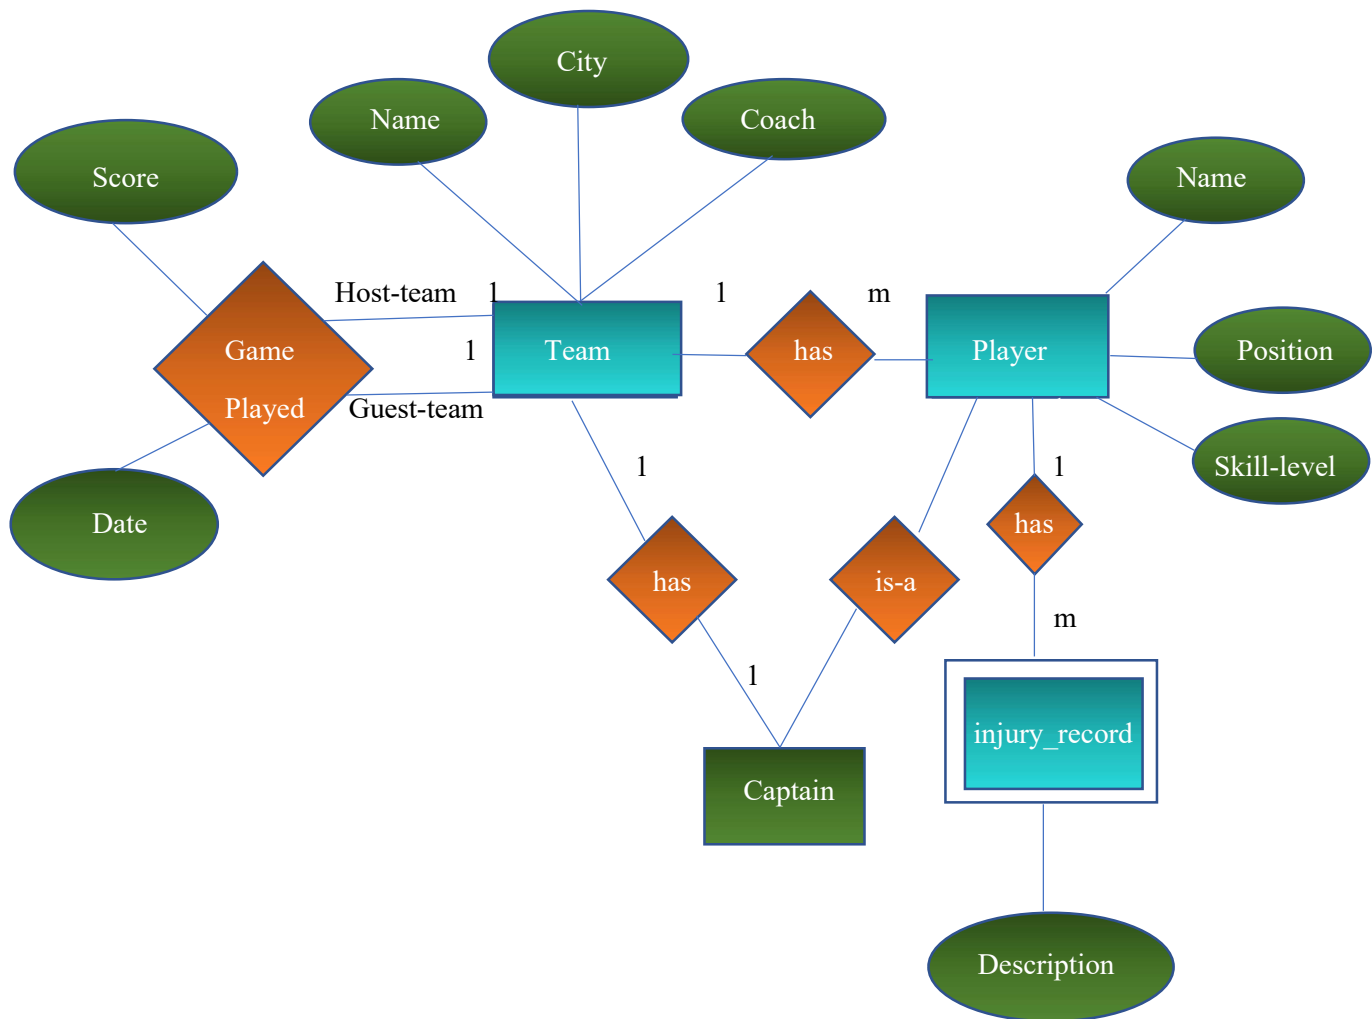 City
Name
Coach
Score
Name
Host-team 1
1 m
Game
Played
1
Team
has
Player
Position
Guest-team
1
1
Skill-level
Date
has
has
is-a
m
1
injury_record
Captain
Description